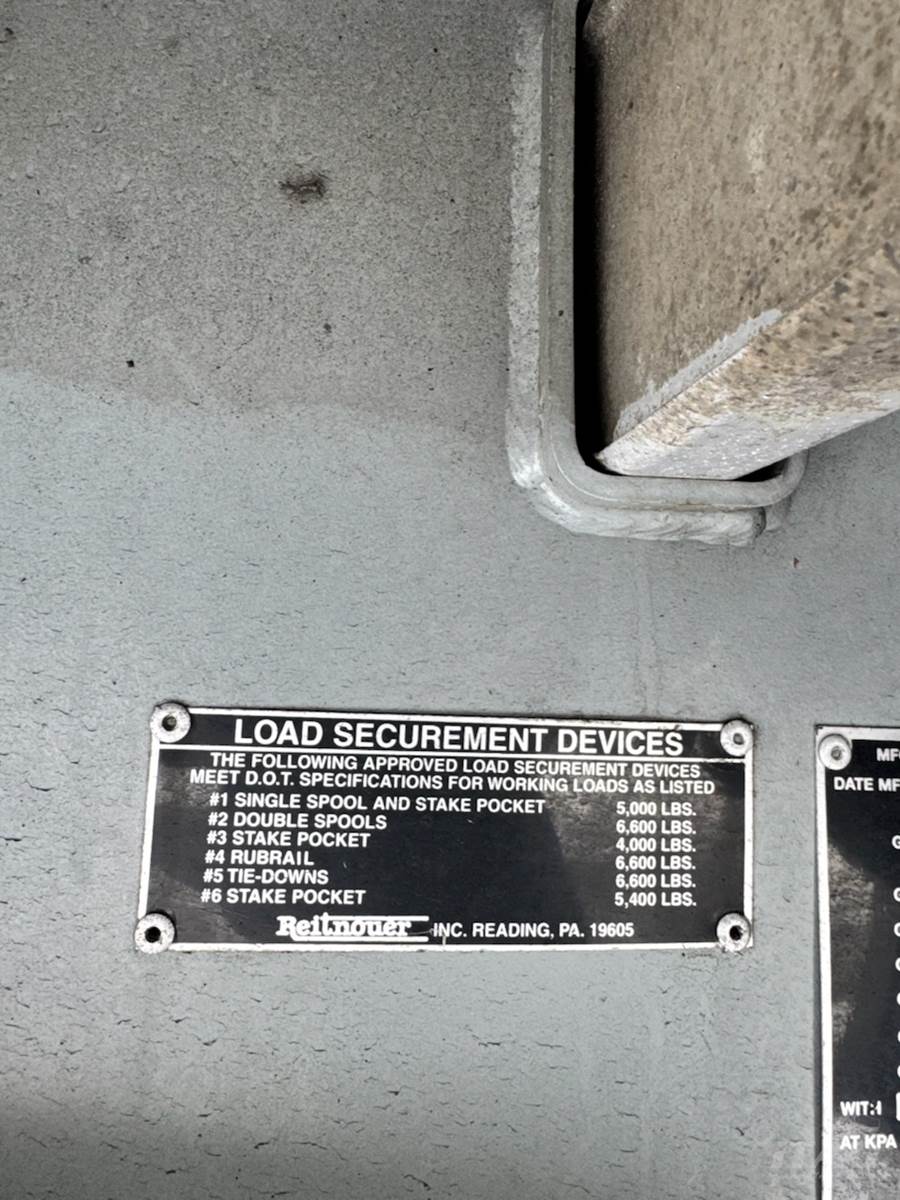 LOAD SECUREMENT DEVICES
THE FOLLOWING APPROVED LOAD SECUREMENT DEVICES
MEET D.O.T. SPECIFICATIONS FOR WORKING LOADS AS LISTED
#1 SINGLE SPOOL AND STAKE POCKET 5,000 LBS.
#2 DOUBLE SPOOLS 6,600 LBS.
#3 STAKE POCKET 4,000 LBS.
#4 RUBRAIL 6,600 LBS.
#5 TIE-DOWNS 6,600 LBS.
#6 STAKE POCKET 5,400 LBS.
Reitnouer INC. READING, PA. 19605
DATE
WITH
AT KPA